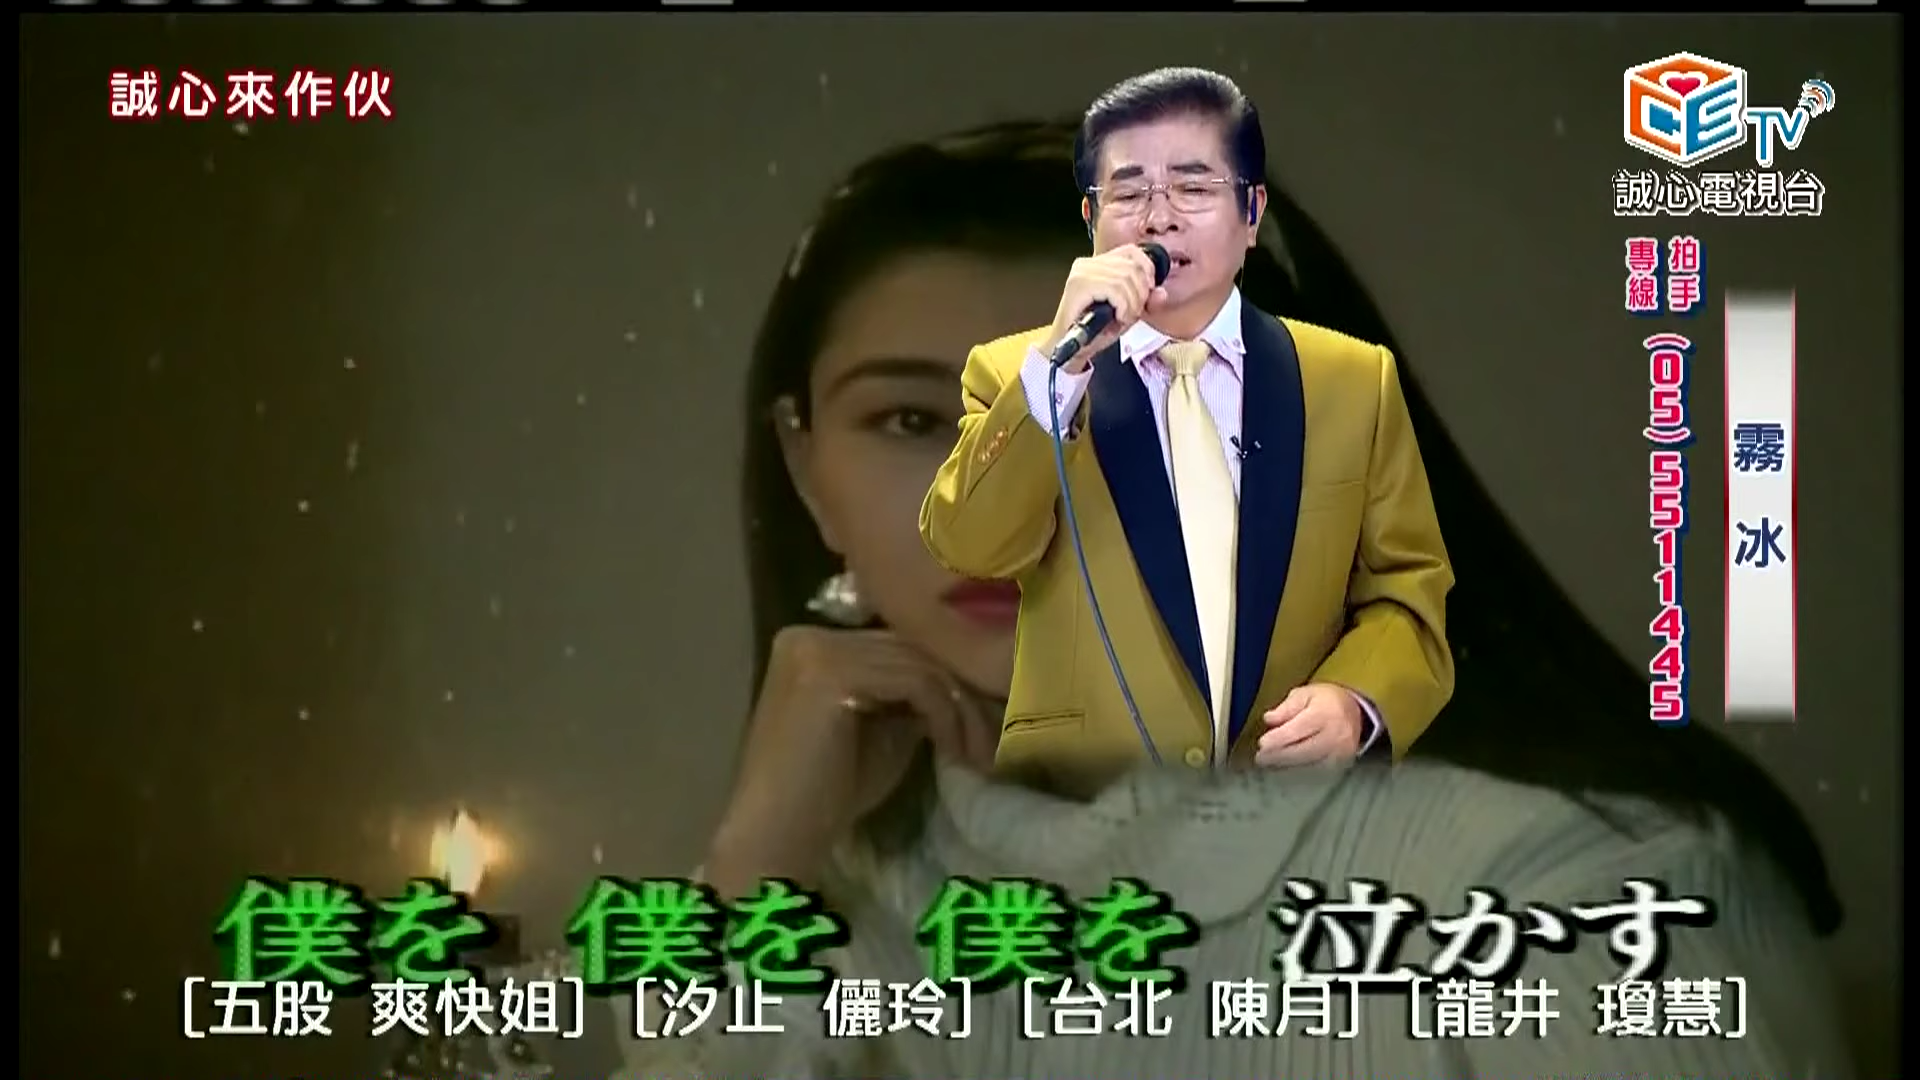 誠心來作伙
CETV
誠心電視台
拍手
專線
(05)5511445
霧冰
僕を 僕を 僕を 泣かす
[五股 爽快姐] [汐止 儷玲] [台北 陳月] [龍井 瓊慧]